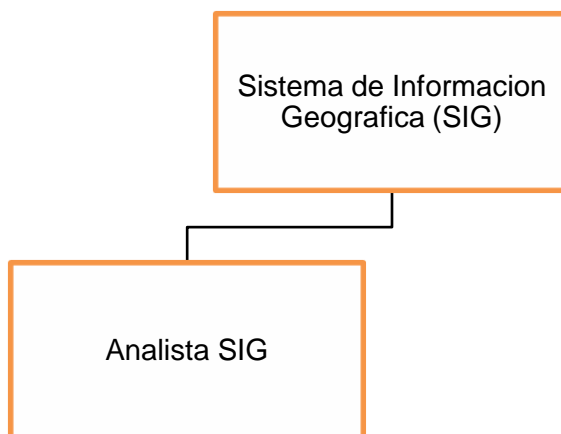 Sistema de Informacion
Geografica (SIG)
Analista SIG